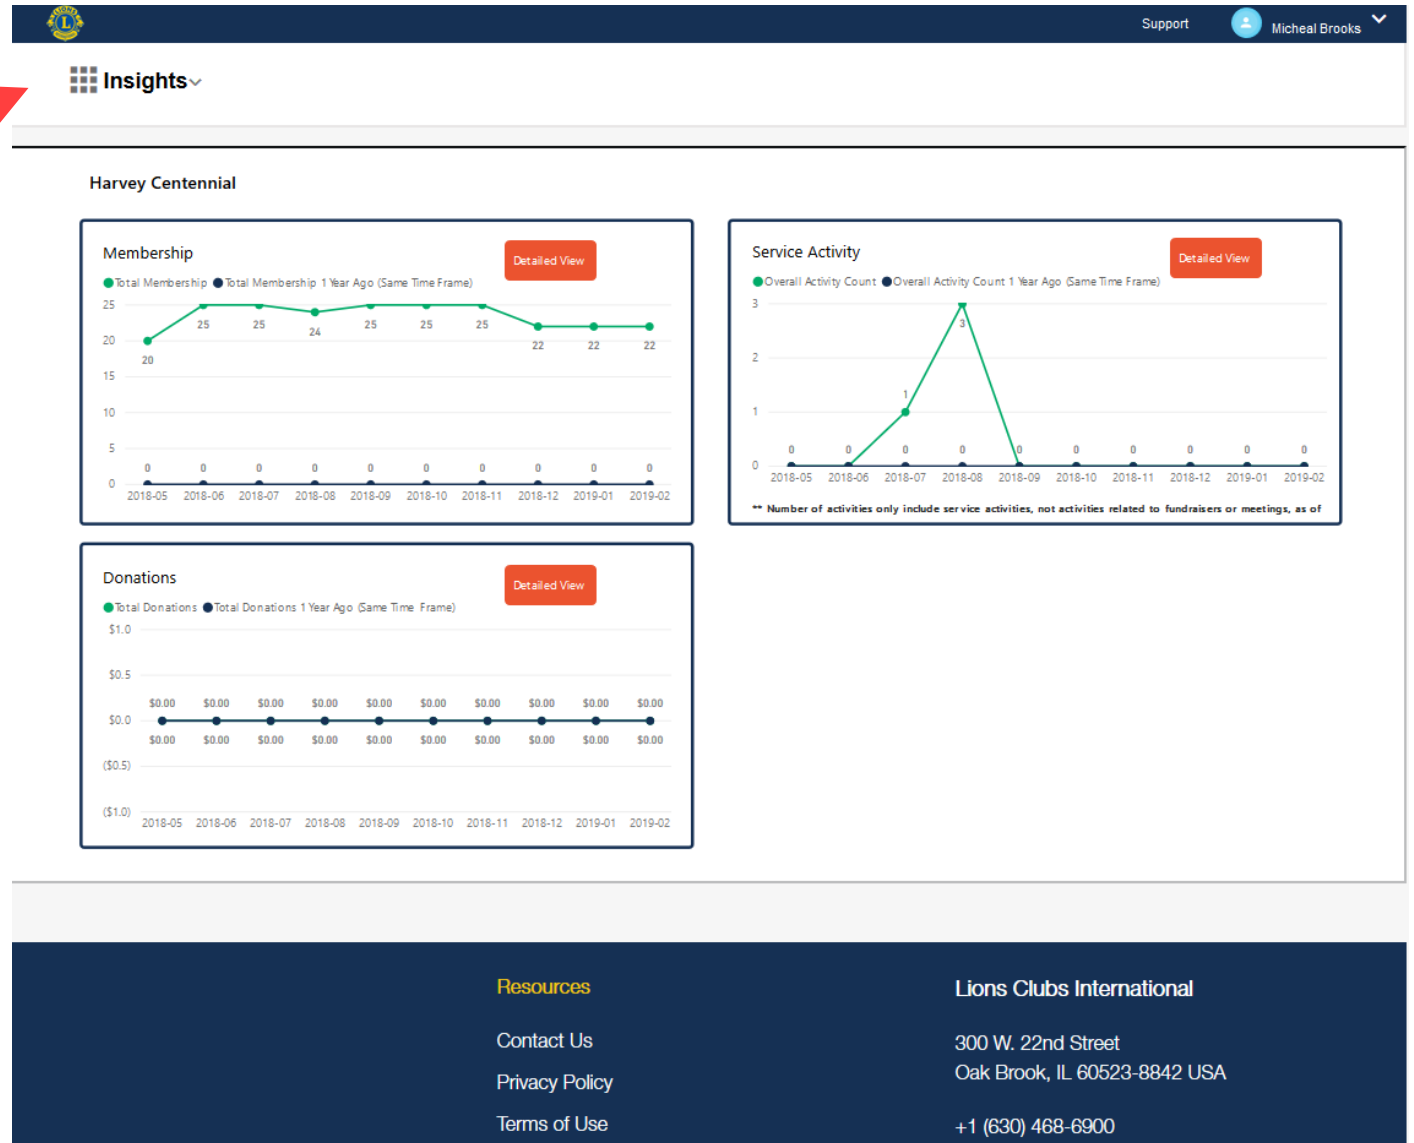 Support
Micheal Brooks
Insights
Harvey Centennial
Membership
Detailed View
Total Membership Total Membership 1 Year Ago (Same Time Frame)
25
20
15
10
5
0
20 25 25 24 25 25 25 22 22 22
0 0 0 0 0 0 0 0 0 0
2018-05 2018-06 2018-07 2018-08 2018-09 2018-10 2018-11 2018-12 2019-01 2019-02
Service Activity
Detailed View
Overall Activity Count Overall Activity Count 1 Year Ago (Same Time Frame)
3
2
1
0
1 3
0 0 0 0 0 0 0 0 0 0
2018-05 2018-06 2018-07 2018-08 2018-09 2018-10 2018-11 2018-12 2019-01 2019-02
** Number of activities only include service activities, not activities related to fundraisers or meetings, as of
Donations
Detailed View
Total Donations Total Donations 1 Year Ago (Same Time Frame)
$1.0
$0.5
$0.00 $0.00 $0.00 $0.00 $0.00 $0.00 $0.00 $0.00 $0.00 $0.00
$0.0
$0.00 $0.00 $0.00 $0.00 $0.00 $0.00 $0.00 $0.00 $0.00 $0.00
($0.5)
($1.0)
2018-05 2018-06 2018-07 2018-08 2018-09 2018-10 2018-11 2018-12 2019-01 2019-02
Resources
Contact Us
Privacy Policy
Terms of Use
Lions Clubs International
300 W. 22nd Street
Oak Brook, IL 60523-8842 USA
+1 (630) 468-6900